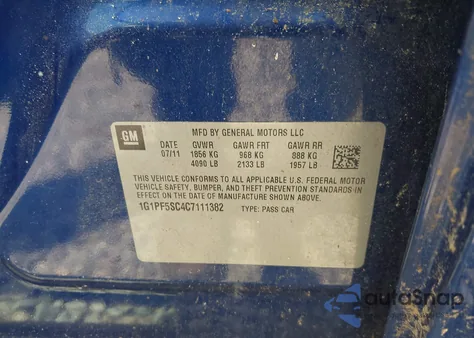 MFD BY GENERAL MOTORS LLC
GM
DATE GVWR GAWR FRT GAWR RR
07/11 1856 KG 968 KG 888 KG
4090 LB 2133 LB 1957 LB
THIS VEHICLE CONFORMS TO ALL APPLICABLE U.S. FEDERAL MOTOR
VEHICLE SAFETY, BUMPER, AND THEFT PREVENTION STANDARDS IN
EFFECT ON THE DATE OF MANUFACTURE SHOWN ABOVE.
1G1PF5SC4C7111382 TYPE: PASS CAR
autoSnap